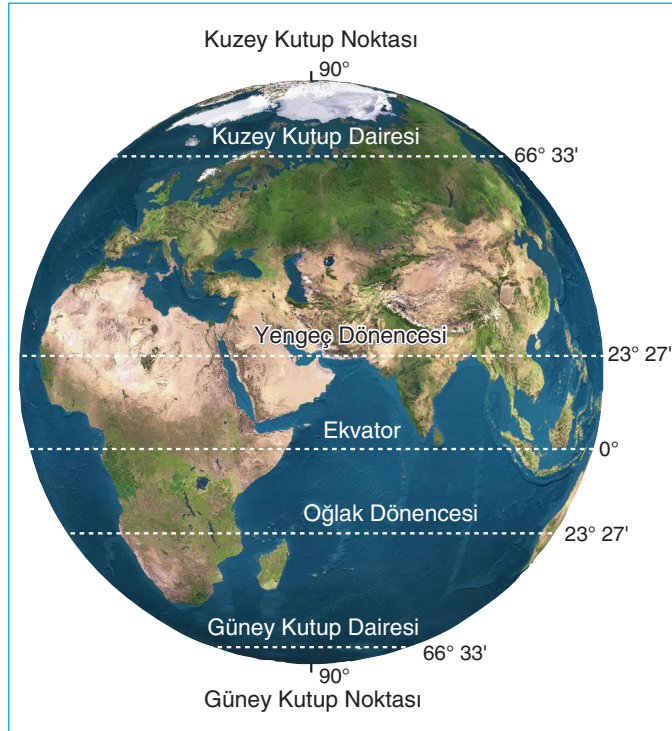 Kuzey Kutup Noktası
90°
Kuzey Kutup Dairesi
66° 33'
Yengeç Dönencesi
23° 27'
Ekvator
0°
Oğlak Dönencesi
23° 27'
Güney Kutup Dairesi
66° 33'
90°
Güney Kutup Noktası